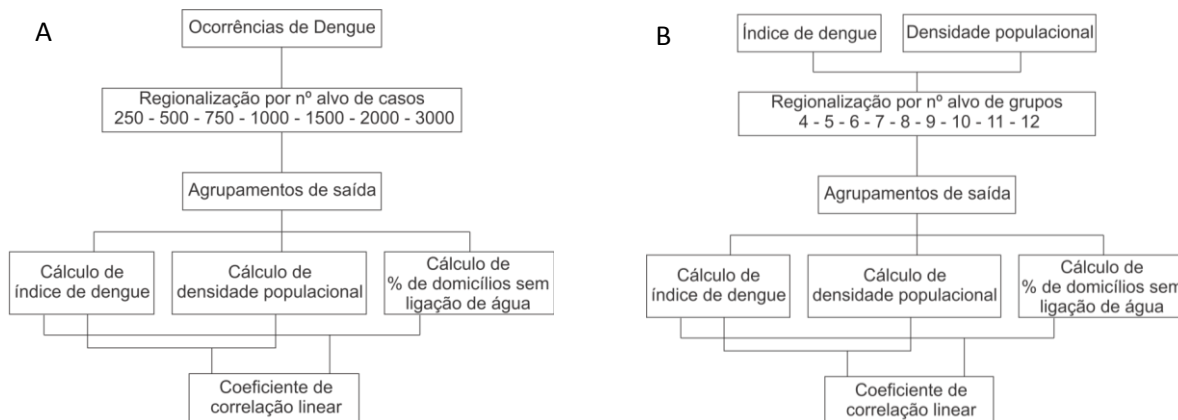 A
Ocorrências de Dengue
Regionalização por nº alvo de casos
250 - 500 - 750 - 1000 - 1500 - 2000 - 3000
Agrupamentos de saída
Cálculo de
índice de dengue
Cálculo de
densidade populacional
Cálculo de
% de domicílios sem
ligação de água
Coeficiente de
correlação linear
B
Índice de dengue
Densidade populacional
Regionalização por nº alvo de grupos
4 - 5 - 6 - 7 - 8 - 9 - 10 - 11 - 12
Agrupamentos de saída
Cálculo de
índice de dengue
Cálculo de
densidade populacional
Cálculo de
% de domicílios sem
ligação de água
Coeficiente de
correlação linear